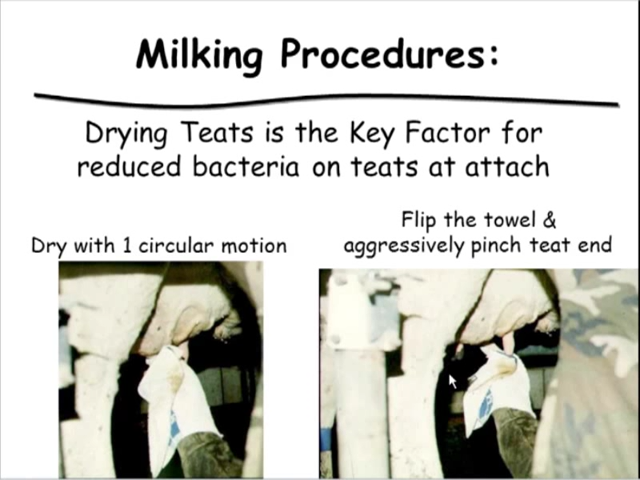 Milking Procedures:
Drying Teats is the Key Factor for
reduced bacteria on teats at attach
Dry with 1 circular motion
Flip the towel &
aggressively pinch teat end